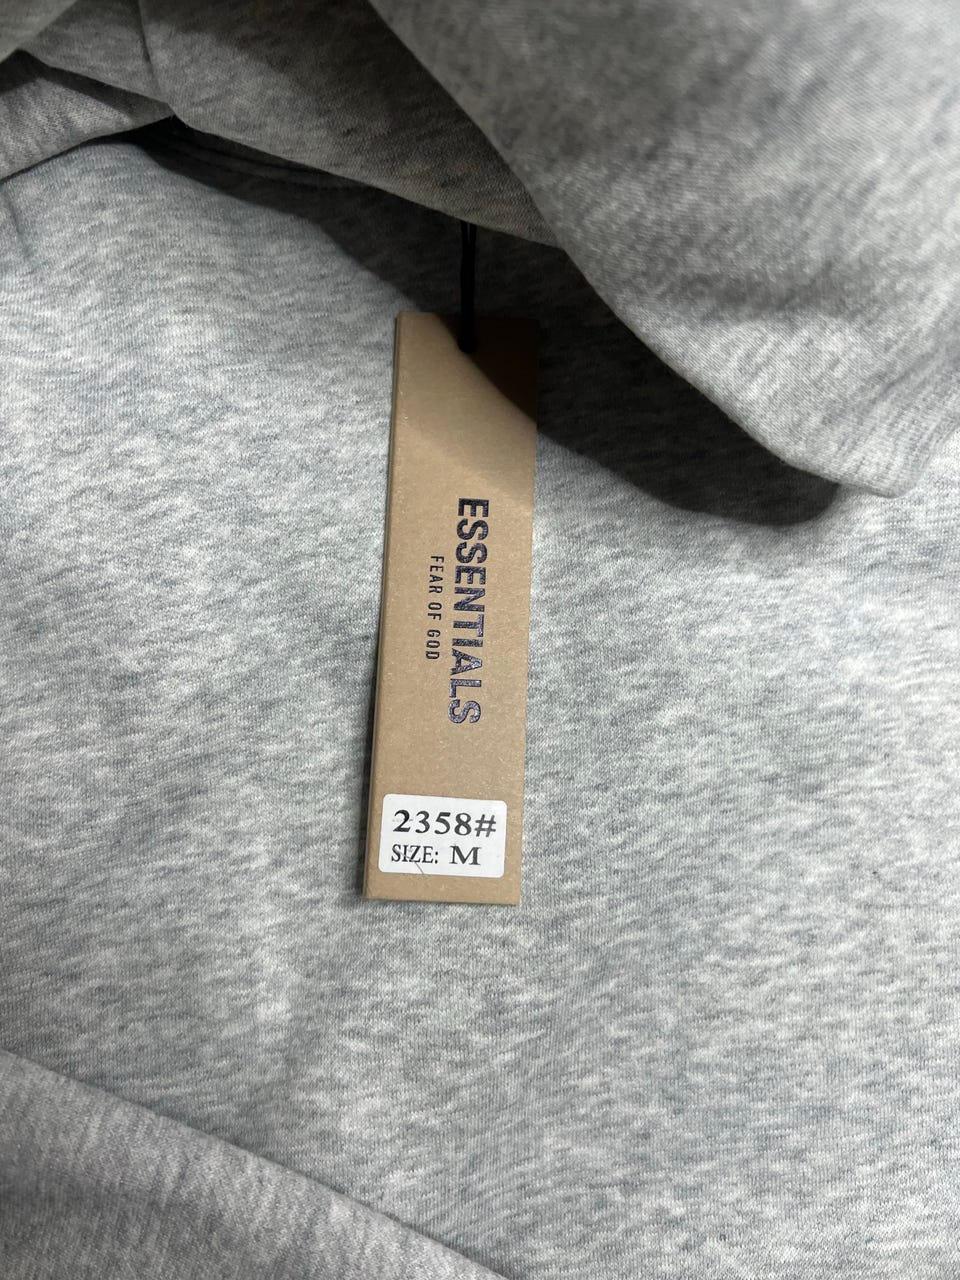 ESSENTIALS
FEAR OF GOD
2358#
SIZE: M